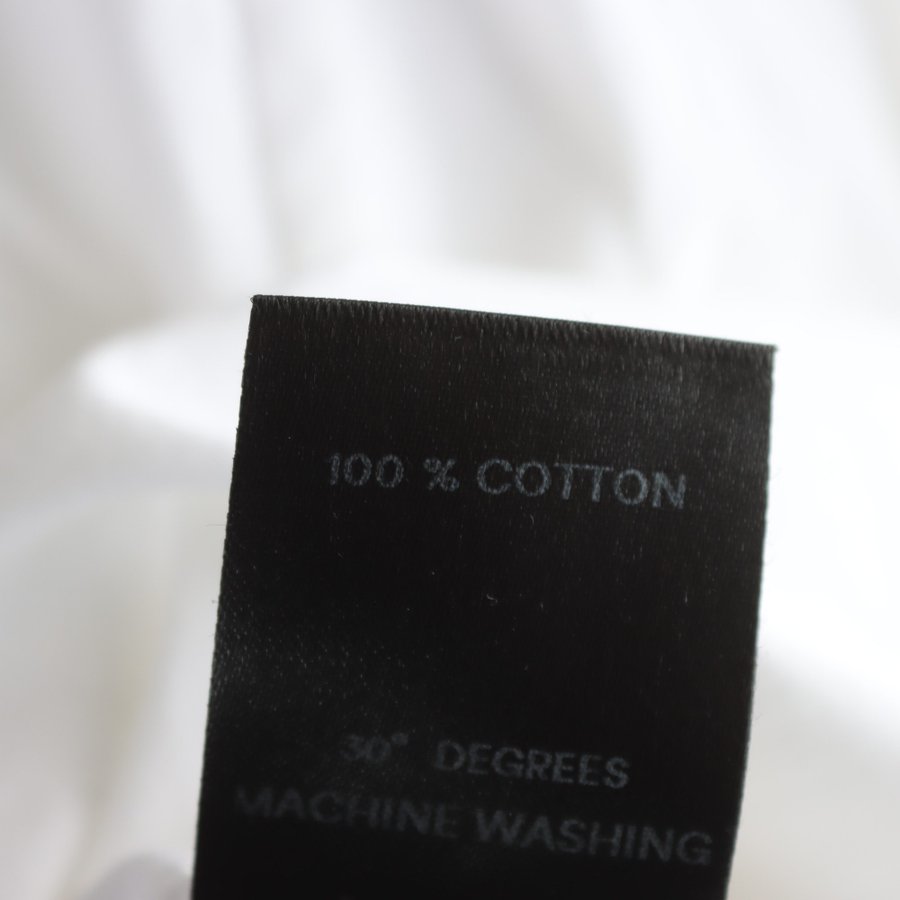 100 % COTTON
30° DEGREES
MACHINE WASHING